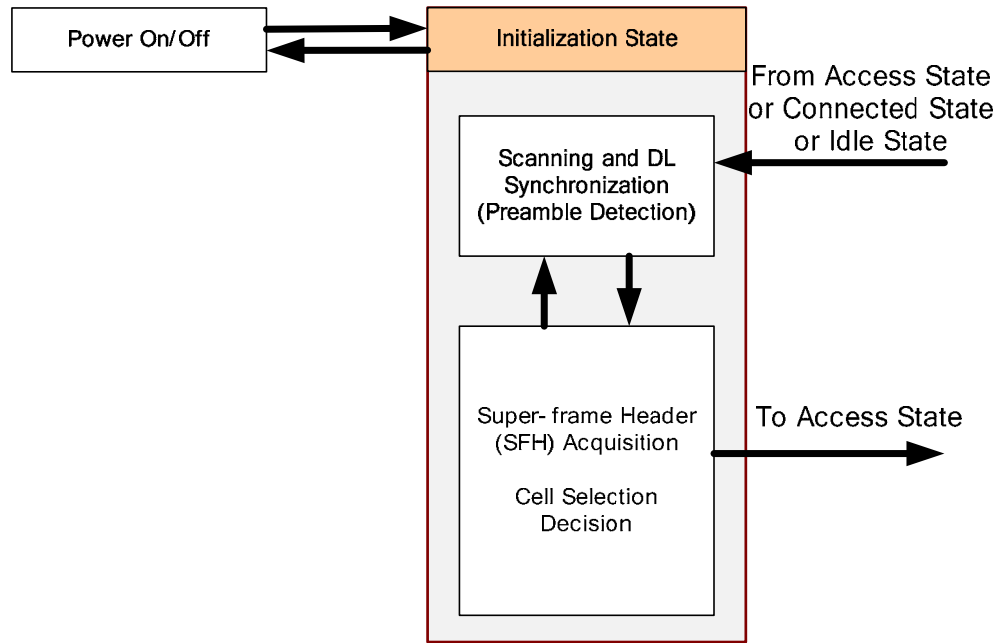 Power On/Off
Initialization State
From Access State
or Connected State
or Idle State
Scanning and DL
Synchronization
(Preamble Detection)
Super- frame Header
(SFH) Acquisition
Cell Selection
Decision
To Access State